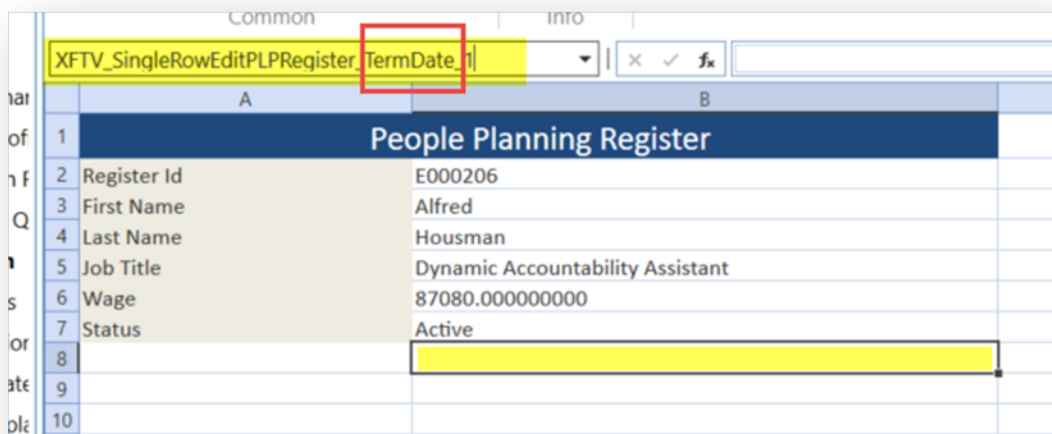 Common Info
XFTV_SingleRowEditPLPRegister_TermDate_1 fx
A B
1 People Planning Register
2 Register Id E000206
3 First Name Alfred
4 Last Name Housman
5 Job Title Dynamic Accountability Assistant
6 Wage 87080.000000000
7 Status Active
8
9
10